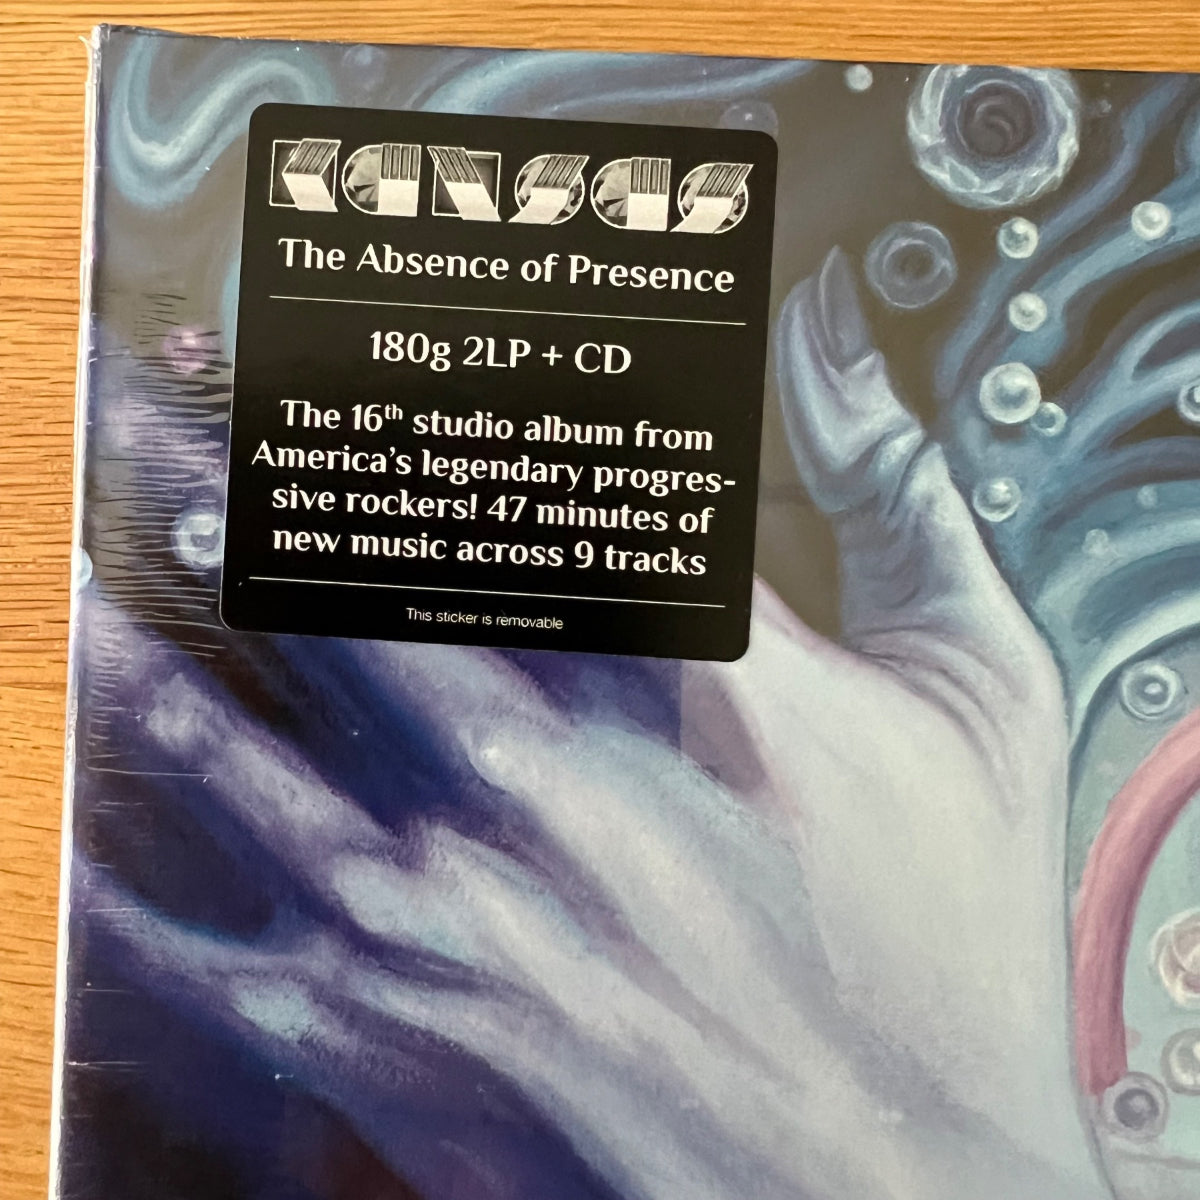 KANSAS
The Absence of Presence
180g 2LP + CD
The 16th studio album from
America's legendary progres-
sive rockers! 47 minutes of
new music across 9 tracks
This sticker is removable